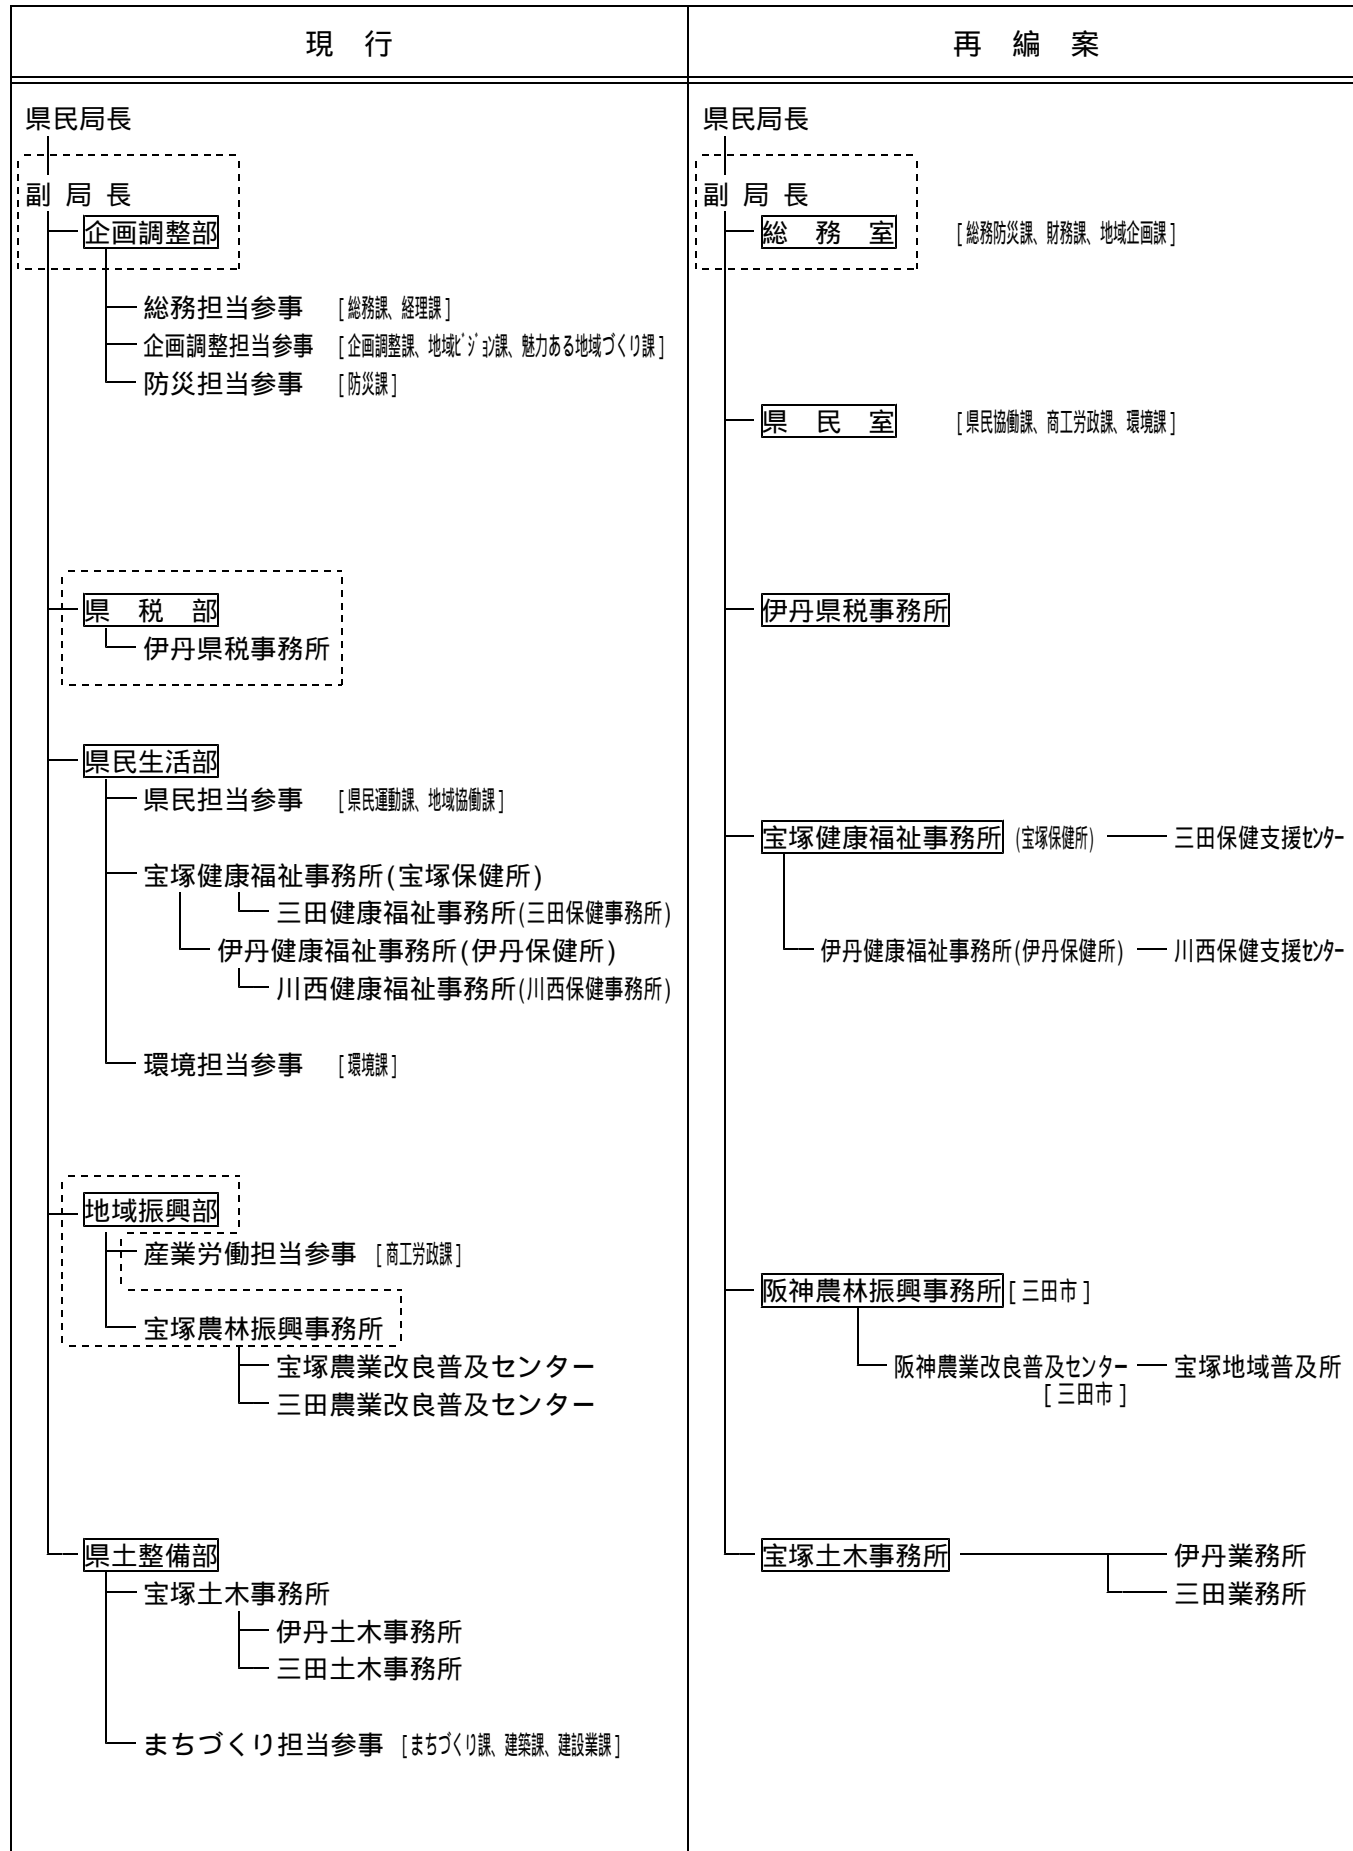 現 行
再 編 案
県民局長
副 局 長
企画調整部
総務担当参事 [総務課、経理課]
企画調整担当参事 [企画調整課、地域ﾋﾞｼﾞｮﾝ課、魅力ある地域づくり課]
防災担当参事 [防災課]
県 税 部
伊丹県税事務所
県民生活部
県民担当参事 [県民運動課、地域協働課]
宝塚健康福祉事務所(宝塚保健所)
三田健康福祉事務所(三田保健事務所)
伊丹健康福祉事務所(伊丹保健所)
川西健康福祉事務所(川西保健事務所)
環境担当参事 [環境課]
地域振興部
産業労働担当参事 [商工労政課]
宝塚農林振興事務所
宝塚農業改良普及センター
三田農業改良普及センター
県土整備部
宝塚土木事務所
伊丹土木事務所
三田土木事務所
まちづくり担当参事 [まちづくり課、建築課、建設業課]
県民局長
副 局 長
総 務 室 [総務防災課、財務課、地域企画課]
県 民 室 [県民協働課、商工労政課、環境課]
伊丹県税事務所
宝塚健康福祉事務所 (宝塚保健所) 三田保健支援ｾﾝﾀｰ
伊丹健康福祉事務所(伊丹保健所) 川西保健支援ｾﾝﾀｰ
阪神農林振興事務所 [三田市]
阪神農業改良普及センター 宝塚地域普及所
[三田市]
宝塚土木事務所 伊丹業務所
三田業務所